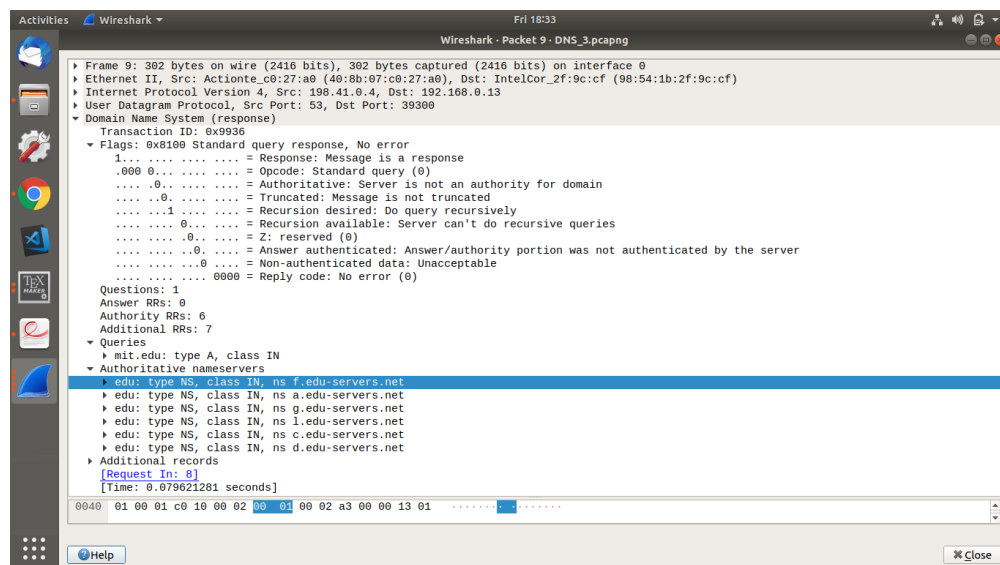 Activities Wireshark Fri 18:33
Wireshark · Packet 9 · DNS_3.pcapng
Frame 9: 302 bytes on wire (2416 bits), 302 bytes captured (2416 bits) on interface 0
Ethernet II, Src: Actionte_c0:27:a0 (40:8b:07:c0:27:a0), Dst: IntelCor_2f:9c:cf (98:54:1b:2f:9c:cf)
Internet Protocol Version 4, Src: 198.41.0.4, Dst: 192.168.0.13
User Datagram Protocol, Src Port: 53, Dst Port: 39300
Domain Name System (response)
Transaction ID: 0x9936
Flags: 0x8100 Standard query response, No error
1... .... .... .... = Response: Message is a response
.000 0... .... .... = Opcode: Standard query (0)
.... .0.. .... .... = Authoritative: Server is not an authority for domain
.... ..0. .... .... = Truncated: Message is not truncated
.... ...1 .... .... = Recursion desired: Do query recursively
.... .... 0... .... = Recursion available: Server can't do recursive queries
.... .... .0.. .... = Z: reserved (0)
.... .... ..0. .... = Answer authenticated: Answer/authority portion was not authenticated by the server
.... .... ...0 .... = Non-authenticated data: Unacceptable
.... .... .... 0000 = Reply code: No error (0)
Questions: 1
Answer RRs: 0
Authority RRs: 6
Additional RRs: 7
Queries
mit.edu: type A, class IN
Authoritative nameservers
edu: type NS, class IN, ns f.edu-servers.net
edu: type NS, class IN, ns a.edu-servers.net
edu: type NS, class IN, ns g.edu-servers.net
edu: type NS, class IN, ns l.edu-servers.net
edu: type NS, class IN, ns c.edu-servers.net
edu: type NS, class IN, ns d.edu-servers.net
Additional records
[Request In: 8]
[Time: 0.079621281 seconds]
0040 01 00 01 c0 10 00 02 00 01 00 02 a3 00 00 13 01 ········ ········
TEX
MAKER
Help Close